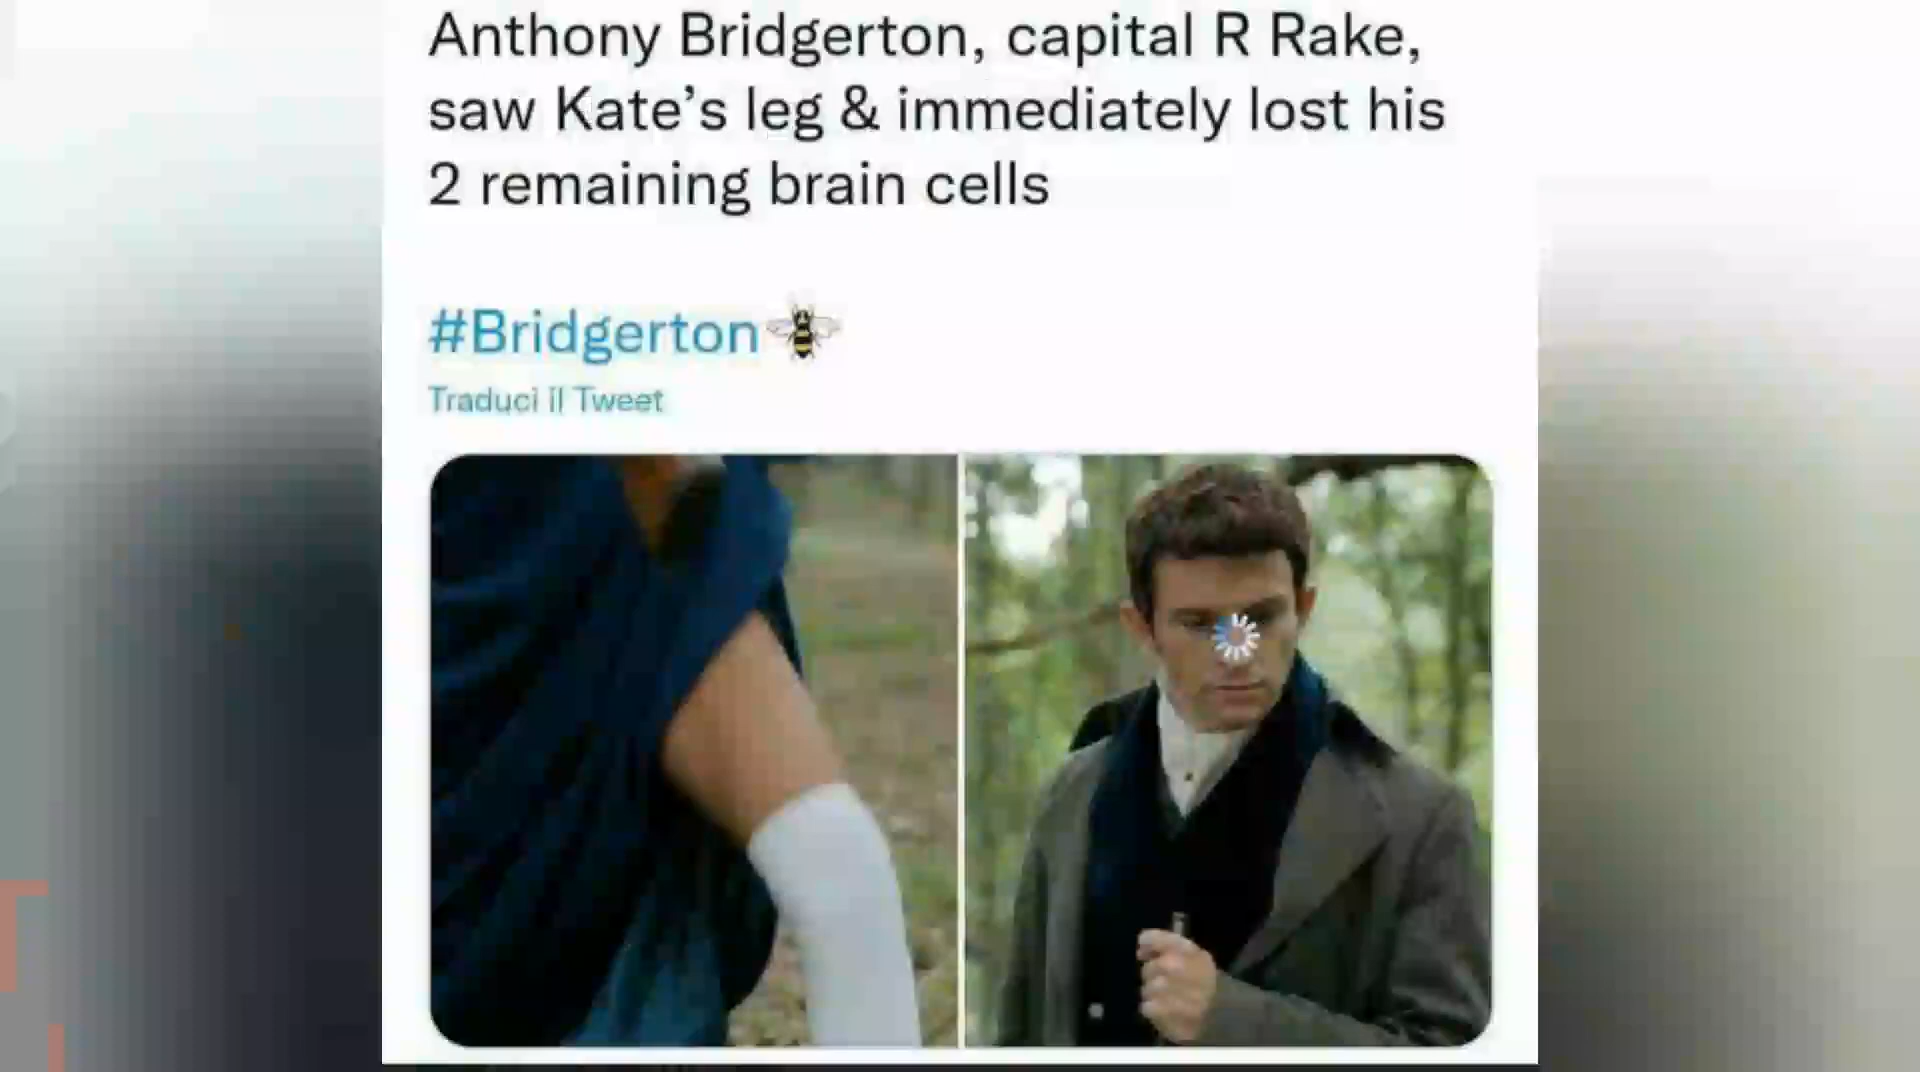 Anthony Bridgerton, capital R Rake,
saw Kate’s leg & immediately lost his
2 remaining brain cells
#Bridgerton
Traduci il Tweet